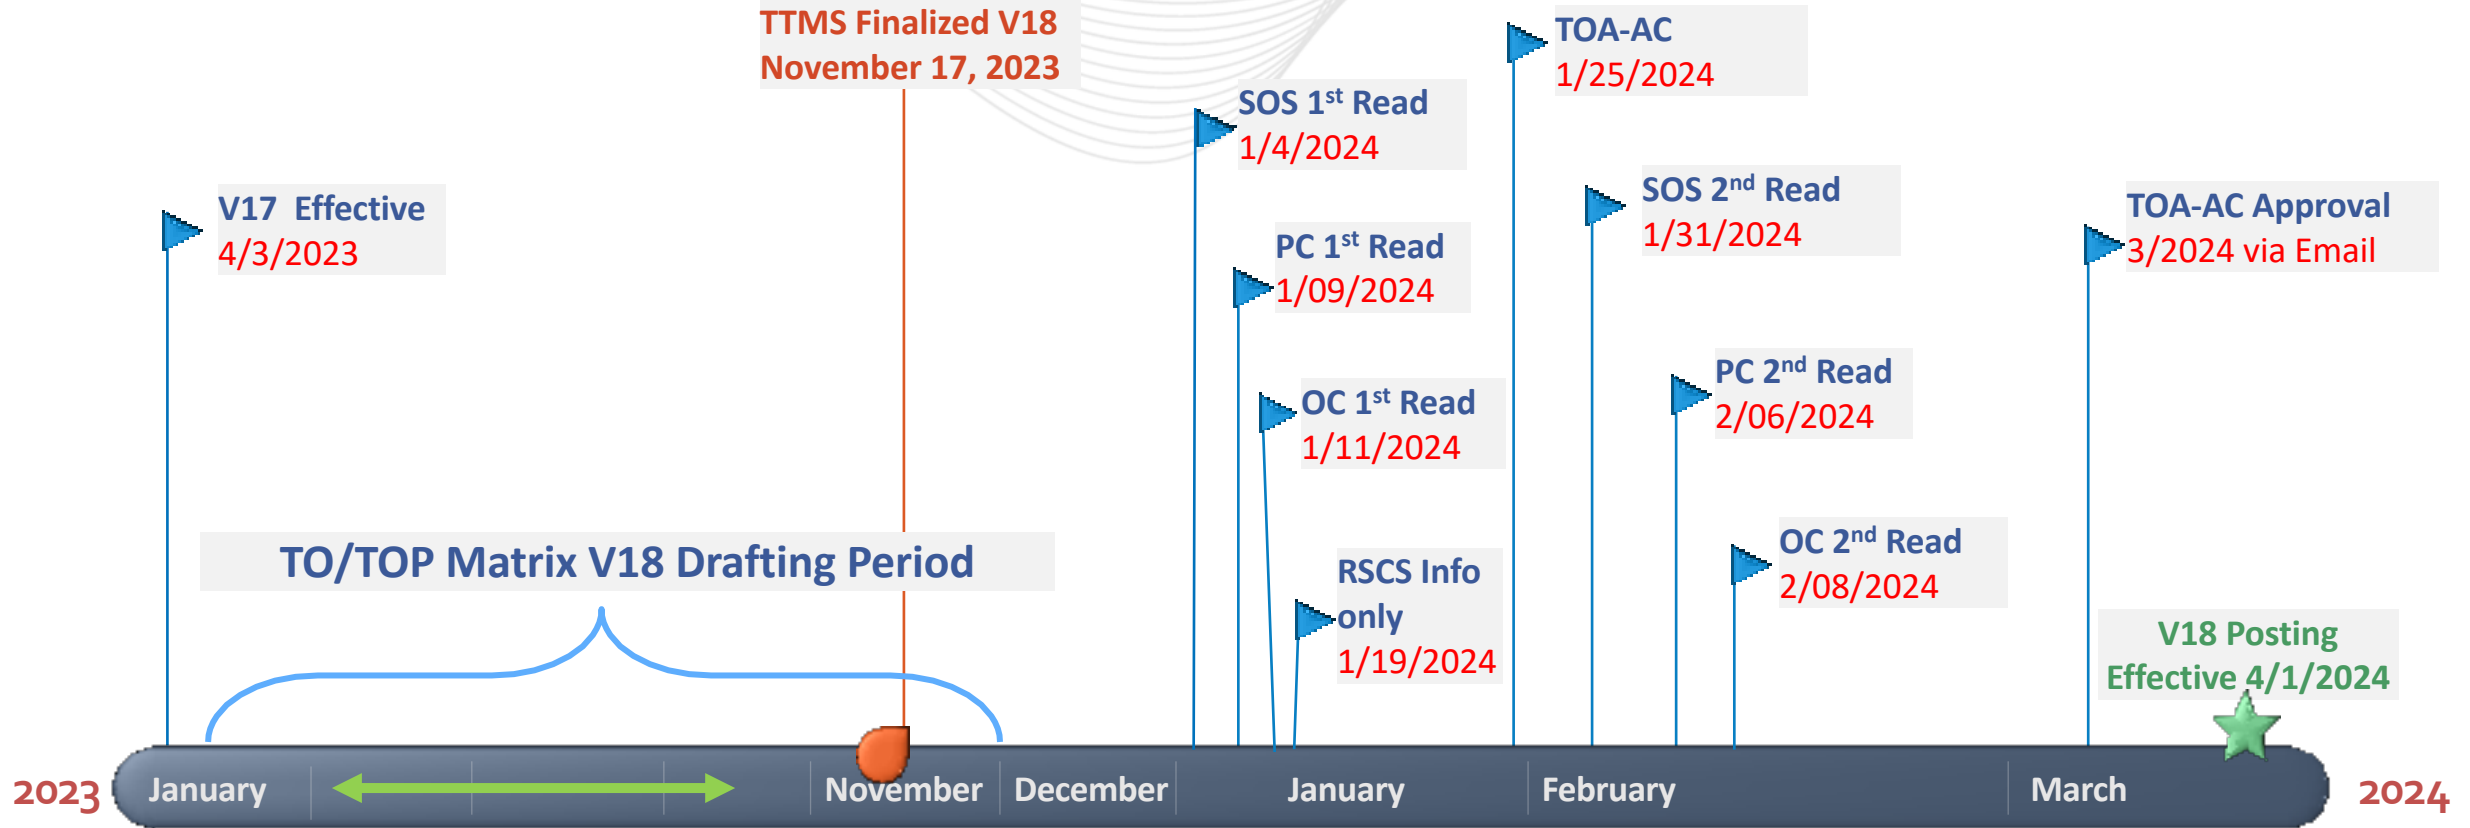 TTMS Finalized V18
November 17, 2023
TOA-AC
1/25/2024
SOS 1st Read
1/4/2024
V17  Effective
4/3/2023
SOS 2nd Read
1/31/2024
TOA-AC Approval
3/2024 via Email
PC 1st Read
1/09/2024
OC 1st Read
1/11/2024
PC 2nd Read
2/06/2024
TO/TOP Matrix V18 Drafting Period
RSCS Info
only
1/19/2024
OC 2nd Read
2/08/2024
V18 Posting
Effective 4/1/2024
2023
January
November
December
January
February
March
2024